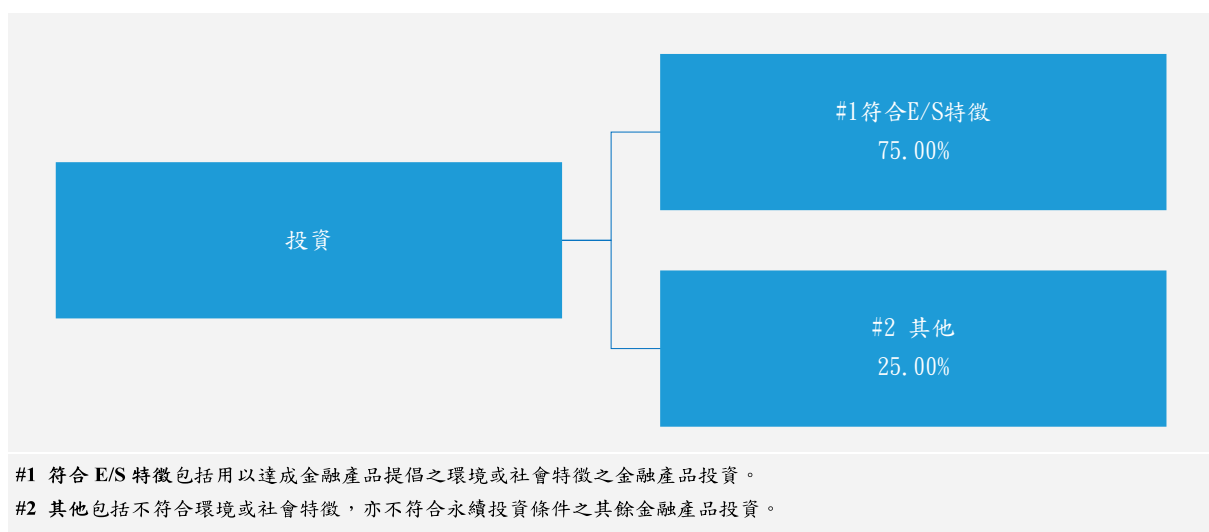 #1符合E/S特徵
75.00%
投資
#2 其他
25.00%
#1 符合 E/S 特徵包括用以達成金融產品提倡之環境或社會特徵之金融產品投資。
#2 其他包括不符合環境或社會特徵，亦不符合永續投資條件之其餘金融產品投資。